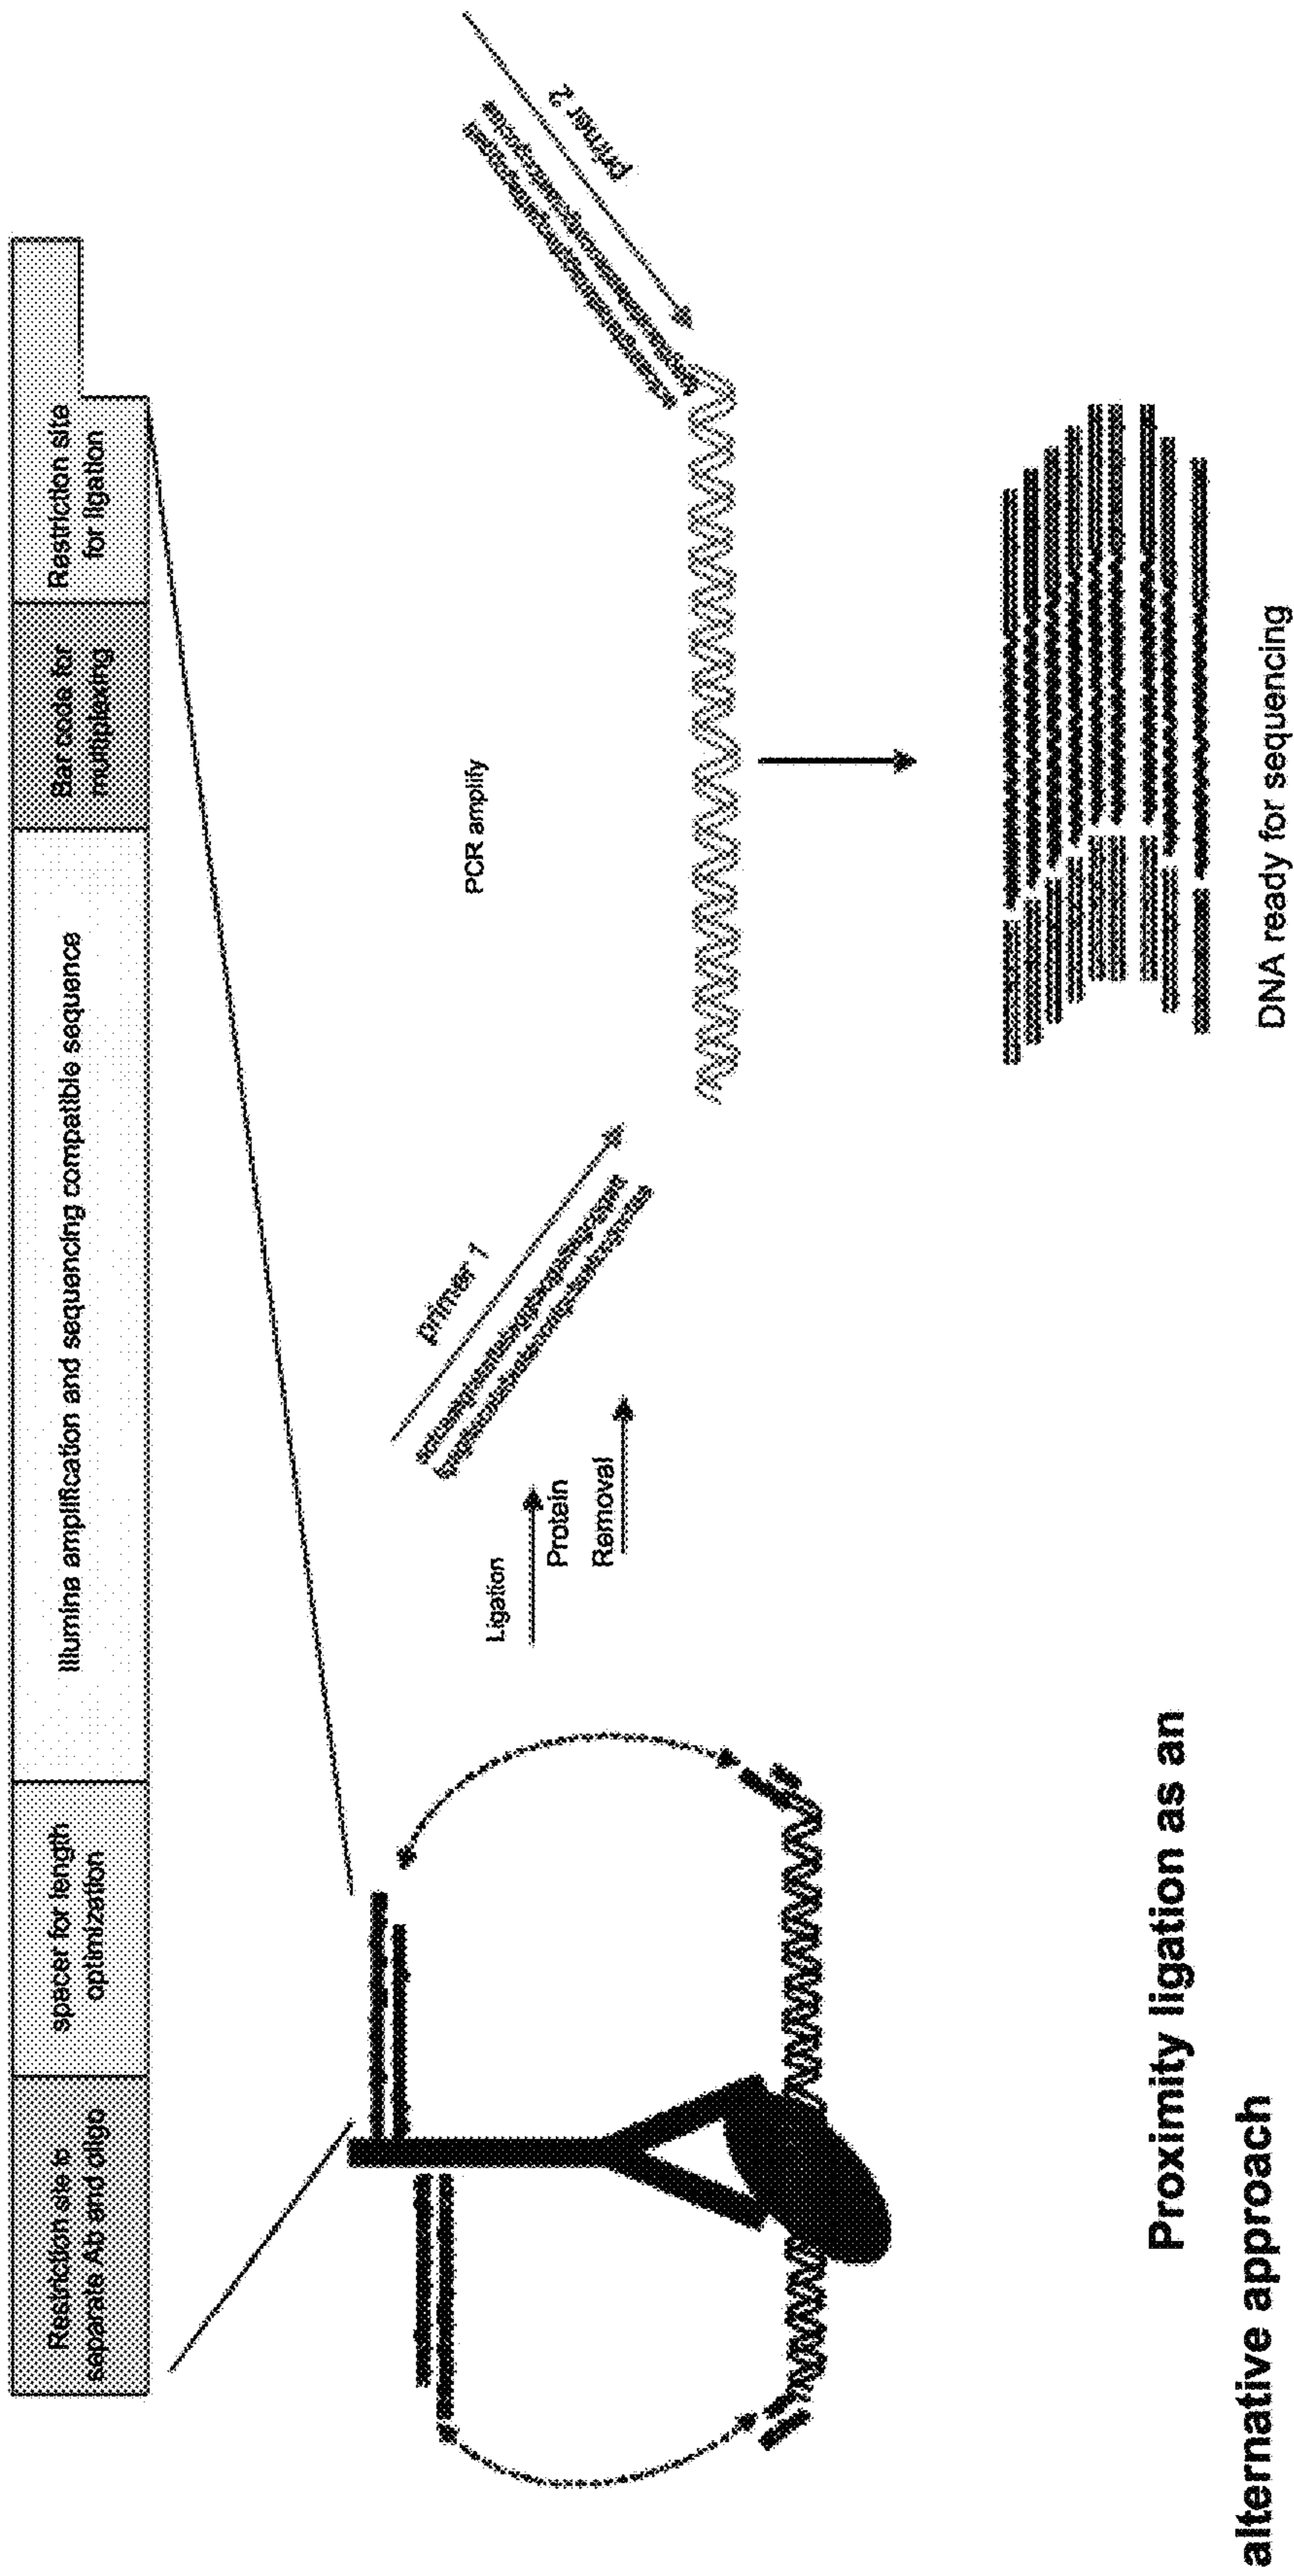 Restriction site to
separate Ab and oligo
spacer for length
optimization
Illumina amplification and sequencing compatible sequence
Bar code for
multiplexing
Restriction site
for ligation
Ligation
Protein
Removal
primer 1
PCR amplify
primer 2
DNA ready for sequencing
Proximity ligation as an
alternative approach